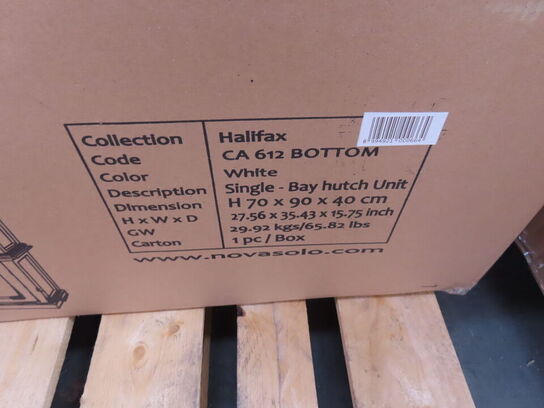 Collection Halifax
Code CA 612 BOTTOM
Color White
Description Single - Bay hutch Unit
Dimension H 70 x 90 x 40 cm
H x W x D 27.56 x 35.43 x 15.75 inch
GW 29.92 kgs/65.82 lbs
Carton 1 pc / Box
www.novasolo.com